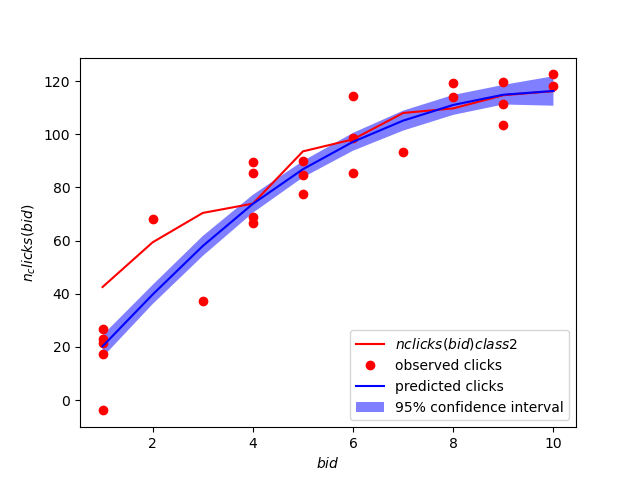 120
100
80
60
40
20
0
n_clicks(bid)
nclicks(bid)class2
observed clicks
predicted clicks
95% confidence interval
2 4 6 8 10
bid